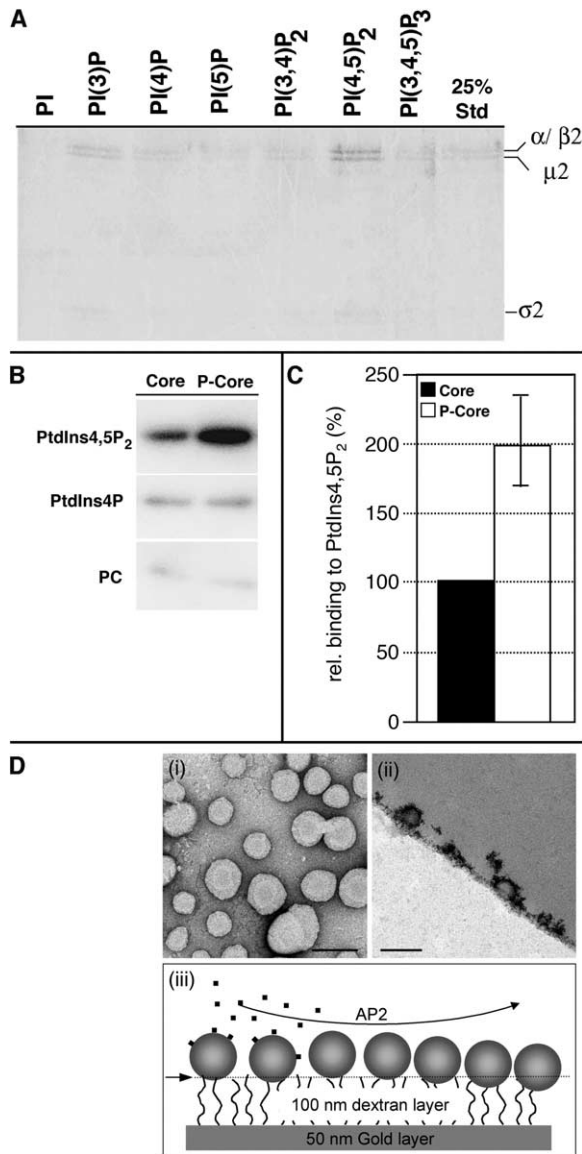 A
PI
PI(3)P
PI(4)P
PI(5)P
PI(3,4)P2
PI(4,5)P2
PI(3,4,5)P3
25%
Std
α/ β2
μ2
σ2
B
Core P-Core
PtdIns4,5P2
PtdIns4P
PC
C
rel. binding to PtdIns4,5P2 (%)
250
200
150
100
50
0
Core
P-Core
D
(i)
(ii)
(iii)
AP2
100 nm dextran layer
50 nm Gold layer